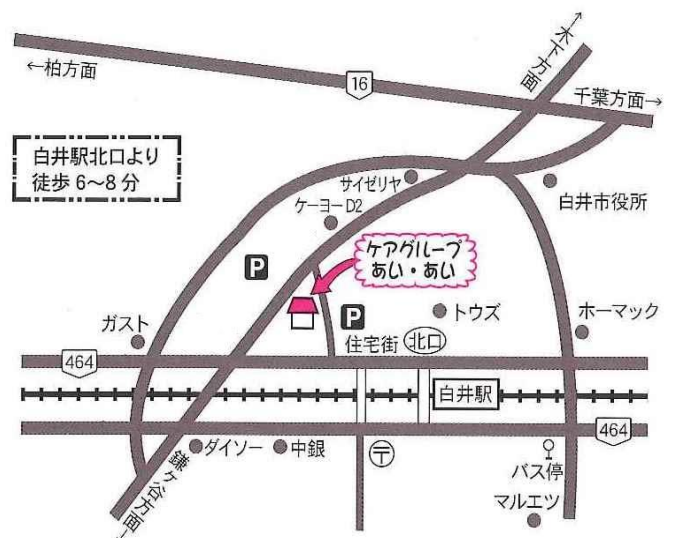 木下方面→
←柏方面
16
千葉方面→
白井駅北口より
徒歩 6〜8 分
サイゼリヤ
ケーヨーD2
白井市役所
ケアグループ
あい・あい
P
P
ガスト
トウズ
ホーマック
住宅街
北口
464
白井駅
464
ダイソー
中銀
〒
バス停
マルエツ
鎌ヶ谷方面→